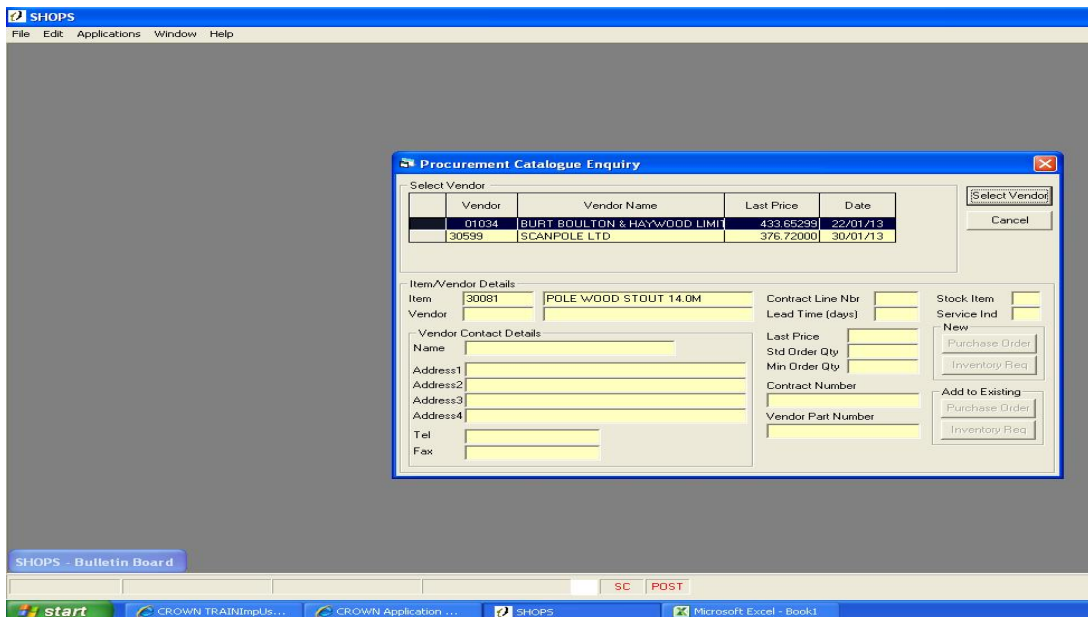 SHOPS
File Edit Applications Window Help
Procurement Catalogue Enquiry
Select Vendor
Vendor Vendor Name Last Price Date
01034 BURT BOULTON & HAYWOOD LIMIT 433.65299 22/01/13
30599 SCANPOLE LTD 376.72000 30/01/13
Select Vendor
Cancel
Item/Vendor Details
Item 30081 POLE WOOD STOUT 14.0M Contract Line Nbr Stock Item
Vendor Lead Time (days) Service Ind
Vendor Contact Details
Name
Address1
Address2
Address3
Address4
Tel
Fax
Last Price
Std Order Qty
Min Order Qty
Contract Number
Vendor Part Number
New
Purchase Order
Inventory Req
Add to Existing
Purchase Order
Inventory Req
SHOPS - Bulletin Board
SC POST
start CROWN TRAINImpUs... CROWN Application ... SHOPS Microsoft Excel - Book1